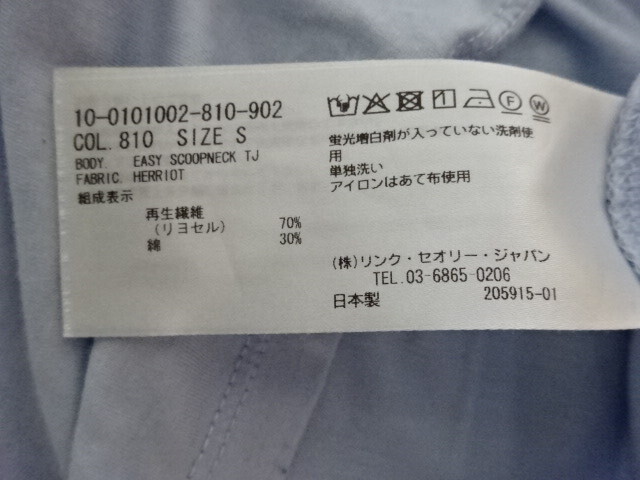 10-0101002-810-902
COL.810 SIZE S
BODY. EASY SCOOPNECK TJ
FABRIC. HERRIOT
組成表示
再生繊維
(リヨセル) 70%
綿 30%
F W
蛍光増白剤が入っていない洗剤使
用
単独洗い
アイロンはあて布使用
(株)リンク・セオリー・ジャパン
TEL.03-6865-0206
日本製 205915-01